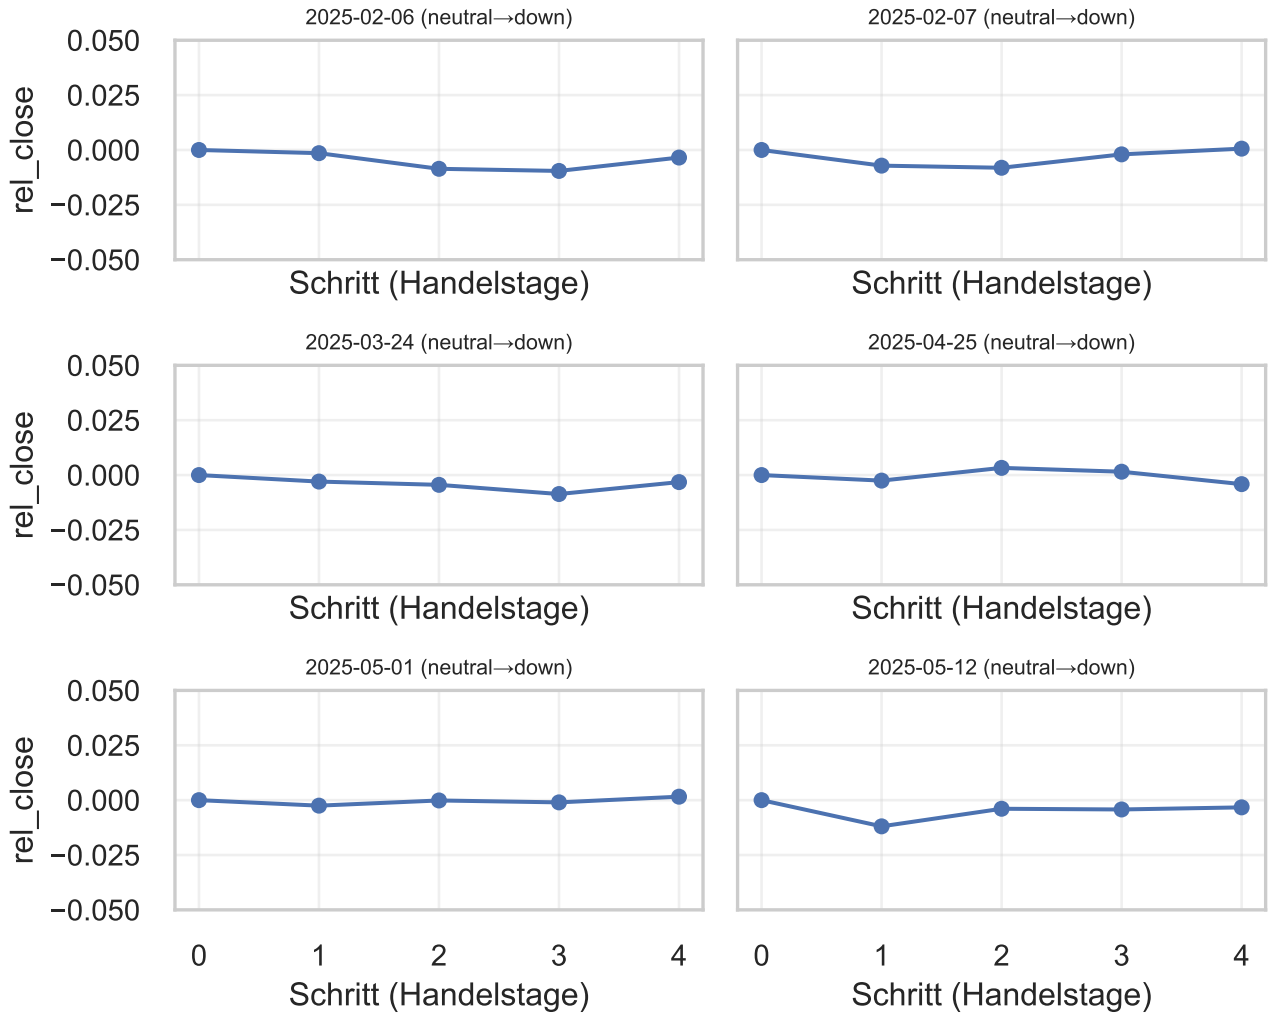 2025-02-06 (neutral→down)
2025-02-07 (neutral→down)
0.050
0.025
0.000
−0.025
−0.050
rel_close
Schritt (Handelstage)
Schritt (Handelstage)
2025-03-24 (neutral→down)
2025-04-25 (neutral→down)
0.050
0.025
0.000
−0.025
−0.050
rel_close
Schritt (Handelstage)
Schritt (Handelstage)
2025-05-01 (neutral→down)
2025-05-12 (neutral→down)
0.050
0.025
0.000
−0.025
−0.050
rel_close
0 1 2 3 4
0 1 2 3 4
Schritt (Handelstage)
Schritt (Handelstage)